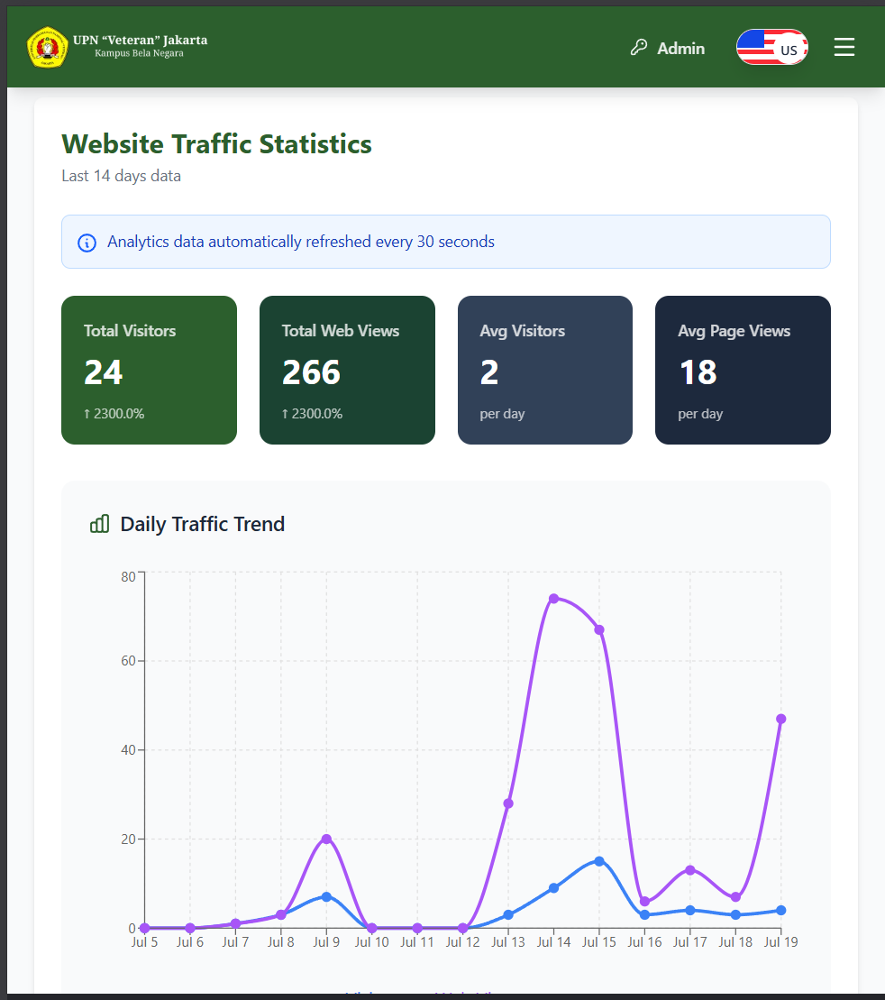 UPN “Veteran” Jakarta
Kampus Bela Negara
Admin
US
Website Traffic Statistics
Last 14 days data
Analytics data automatically refreshed every 30 seconds
Total Visitors
24
↑ 2300.0%
Total Web Views
266
↑ 2300.0%
Avg Visitors
2
per day
Avg Page Views
18
per day
Daily Traffic Trend
80
60
40
20
0
Jul 5 Jul 6 Jul 7 Jul 8 Jul 9 Jul 10 Jul 11 Jul 12 Jul 13 Jul 14 Jul 15 Jul 16 Jul 17 Jul 18 Jul 19